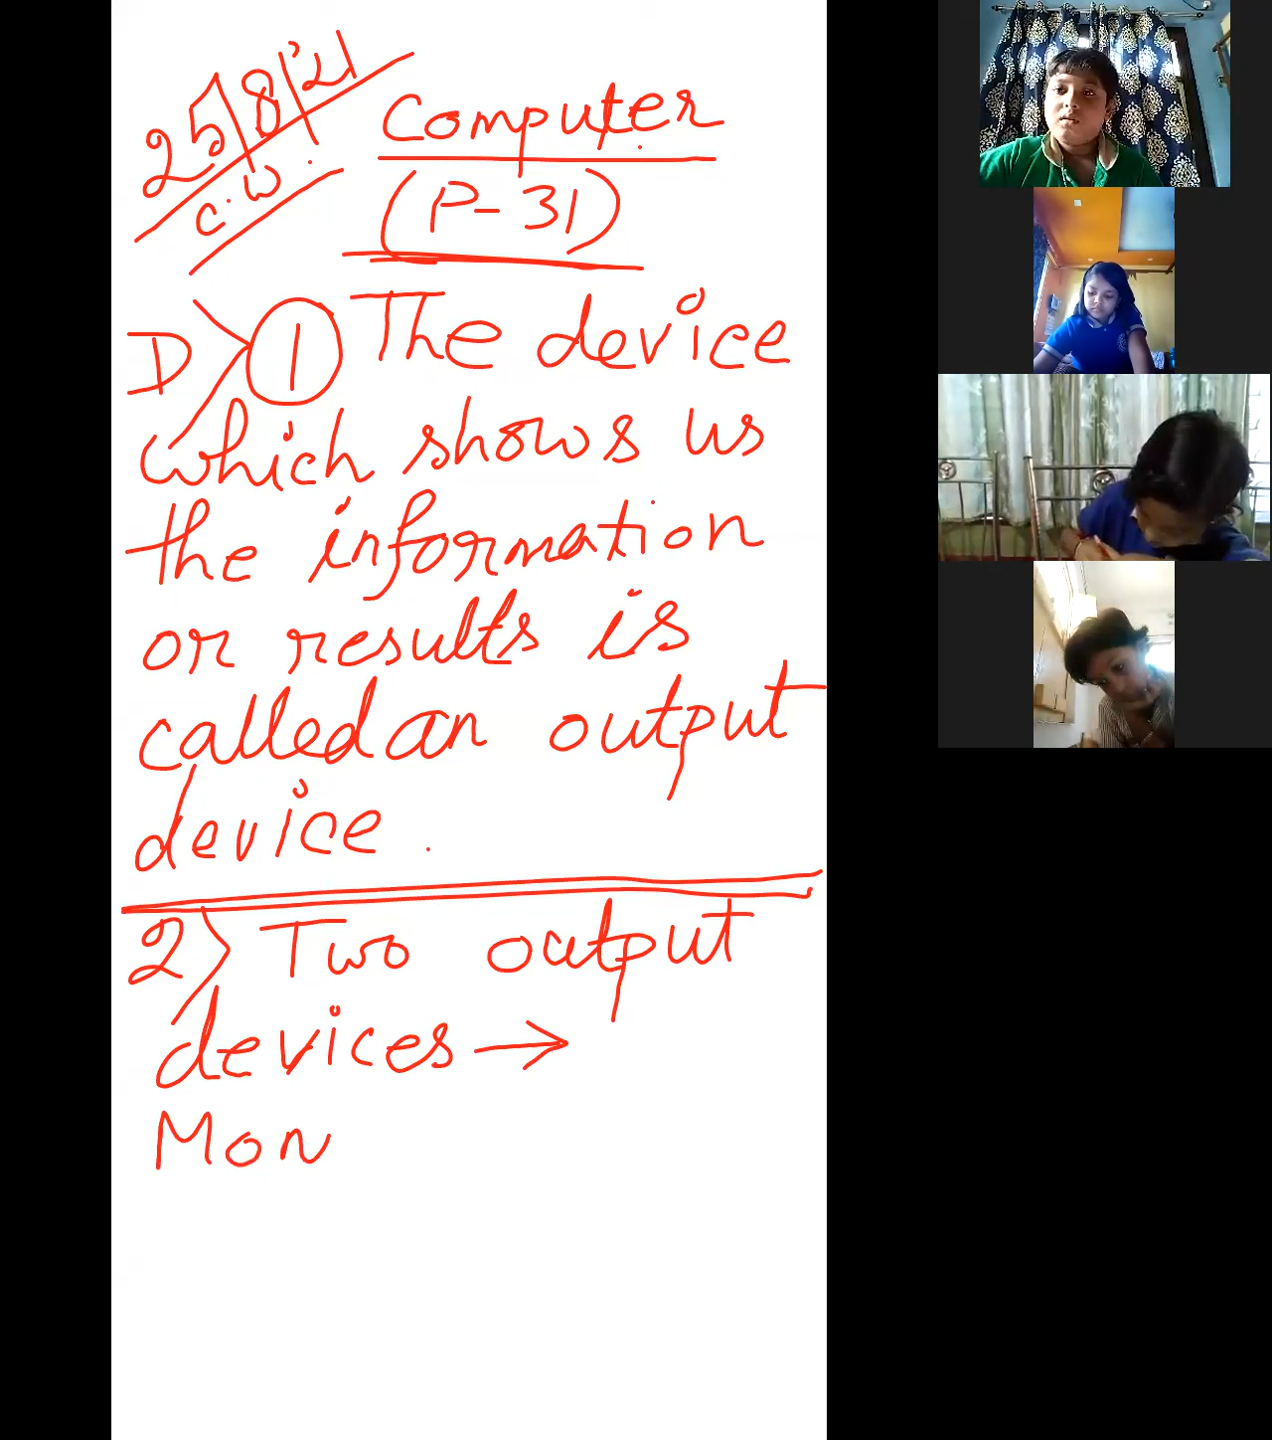 25/8/'21
C.W.
Computer
(P-31)
D> 1 The device
which shows us
the information
or results is
called an output
device.
2> Two output
devices →
Mon